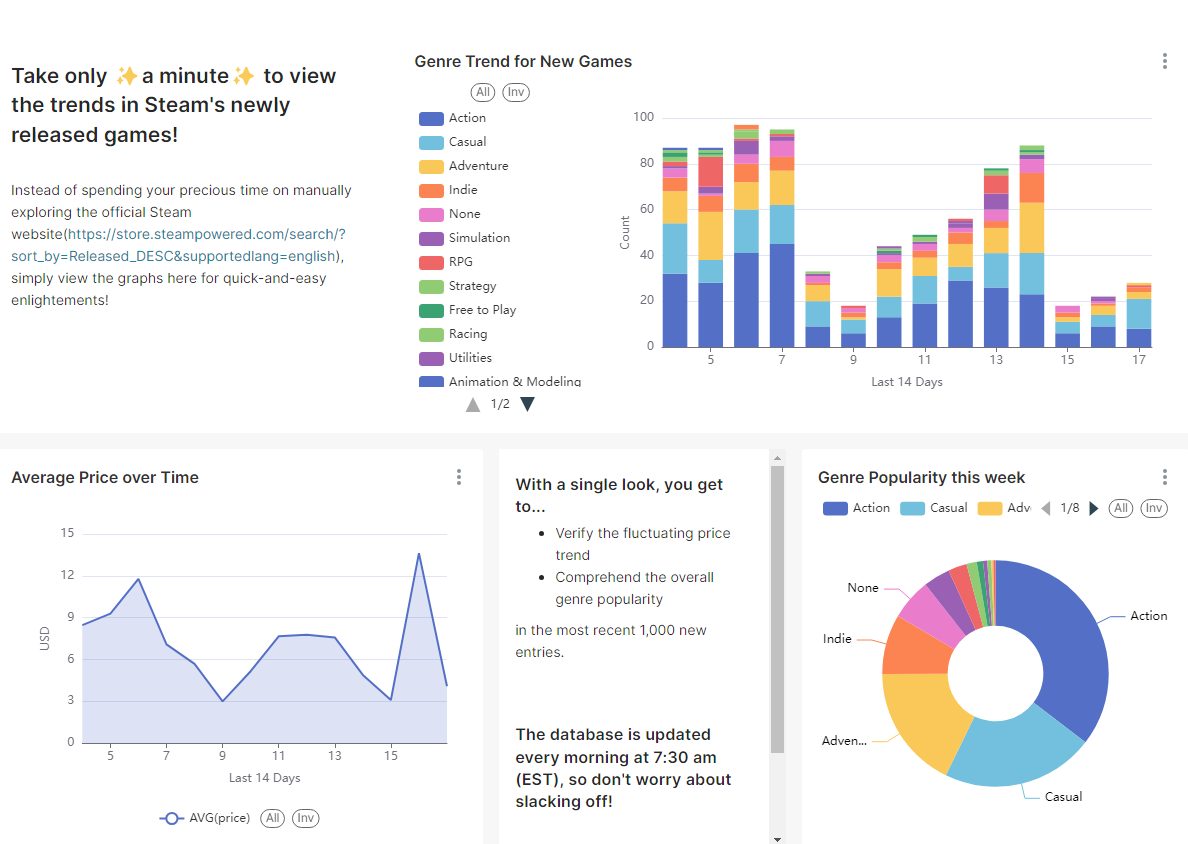 Take only ✨ a minute✨ to view
the trends in Steam's newly
released games!
Instead of spending your precious time on manually
exploring the official Steam
website(https://store.steampowered.com/search/?
sort_by=Released_DESC&supportedlang=english),
simply view the graphs here for quick-and-easy
enlightements!
Genre Trend for New Games
All Inv
Action
Casual
Adventure
Indie
None
Simulation
RPG
Strategy
Free to Play
Racing
Utilities
Animation & Modeling
1/2
Count
100
80
60
40
20
0
5 7 9 11 13 15 17
Last 14 Days
Average Price over Time
USD
15
12
9
6
3
0
5 7 9 11 13 15
Last 14 Days
AVG(price) All Inv
With a single look, you get
to...
• Verify the fluctuating price
trend
• Comprehend the overall
genre popularity
in the most recent 1,000 new
entries.
The database is updated
every morning at 7:30 am
(EST), so don't worry about
slacking off!
Genre Popularity this week
Action Casual Adv 1/8 All Inv
None
Action
Indie
Adven...
Casual